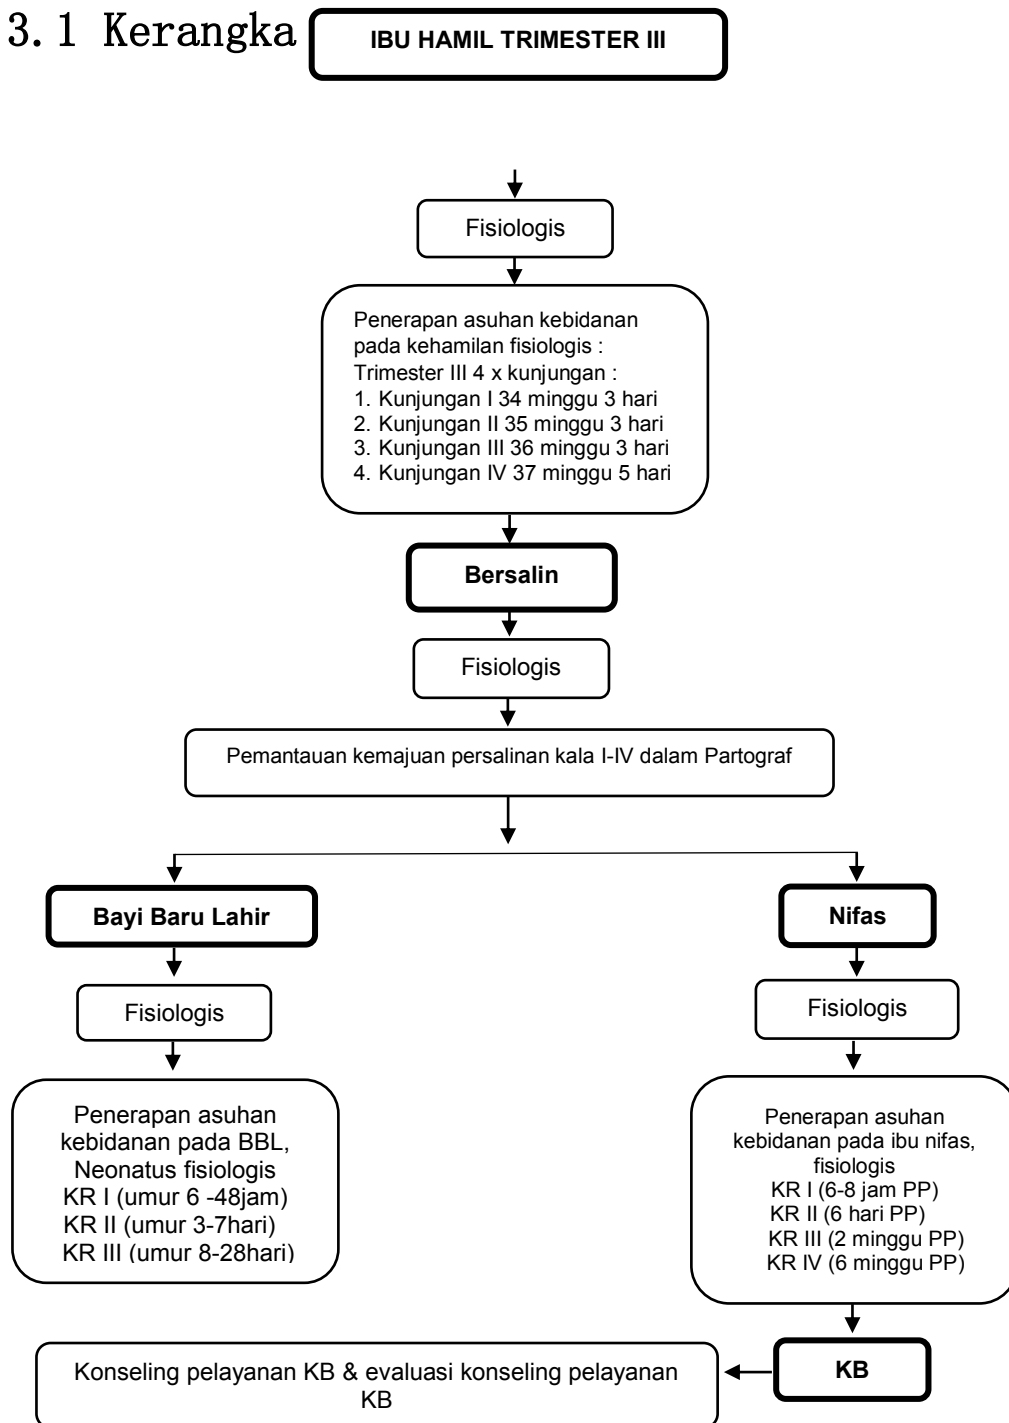 3.1 Kerangka
IBU HAMIL TRIMESTER III
Fisiologis
Penerapan asuhan kebidanan
pada kehamilan fisiologis :
Trimester III 4 x kunjungan :
1. Kunjungan I 34 minggu 3 hari
2. Kunjungan II 35 minggu 3 hari
3. Kunjungan III 36 minggu 3 hari
4. Kunjungan IV 37 minggu 5 hari
Bersalin
Fisiologis
Pemantauan kemajuan persalinan kala I-IV dalam Partograf
Bayi Baru Lahir
Fisiologis
Penerapan asuhan
kebidanan pada BBL,
Neonatus fisiologis
KR I (umur 6 -48jam)
KR II (umur 3-7hari)
KR III (umur 8-28hari)
Nifas
Fisiologis
Penerapan asuhan
kebidanan pada ibu nifas,
fisiologis
KR I (6-8 jam PP)
KR II (6 hari PP)
KR III (2 minggu PP)
KR IV (6 minggu PP)
KB
Konseling pelayanan KB & evaluasi konseling pelayanan
KB